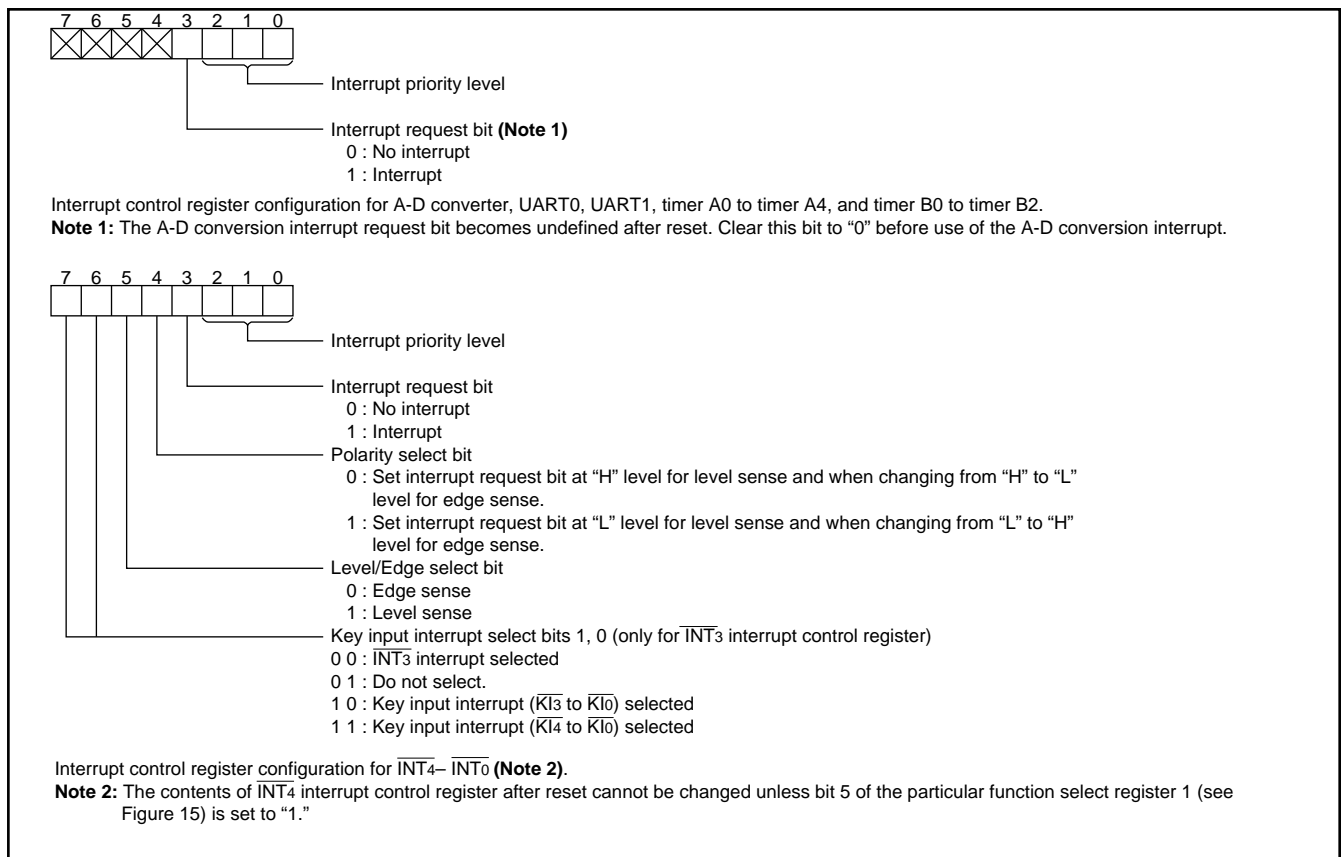 7 6 5 4 3 2 1 0
Interrupt priority level
Interrupt request bit (Note 1)
0 : No interrupt
1 : Interrupt
Interrupt control register configuration for A-D converter, UART0, UART1, timer A0 to timer A4, and timer B0 to timer B2.
Note 1: The A-D conversion interrupt request bit becomes undefined after reset. Clear this bit to “0” before use of the A-D conversion interrupt.
7 6 5 4 3 2 1 0
Interrupt priority level
Interrupt request bit
0 : No interrupt
1 : Interrupt
Polarity select bit
0 : Set interrupt request bit at “H” level for level sense and when changing from “H” to “L”
level for edge sense.
1 : Set interrupt request bit at “L” level for level sense and when changing from “L” to “H”
level for edge sense.
Level/Edge select bit
0 : Edge sense
1 : Level sense
Key input interrupt select bits 1, 0 (only for I̅N̅T̅3 interrupt control register)
0 0 : I̅N̅T̅3 interrupt selected
0 1 : Do not select.
1 0 : Key input interrupt (K̅I̅3 to K̅I̅0) selected
1 1 : Key input interrupt (K̅I̅4 to K̅I̅0) selected
Interrupt control register configuration for I̅N̅T̅4– I̅N̅T̅0 (Note 2).
Note 2: The contents of I̅N̅T̅4 interrupt control register after reset cannot be changed unless bit 5 of the particular function select register 1 (see
Figure 15) is set to “1.”